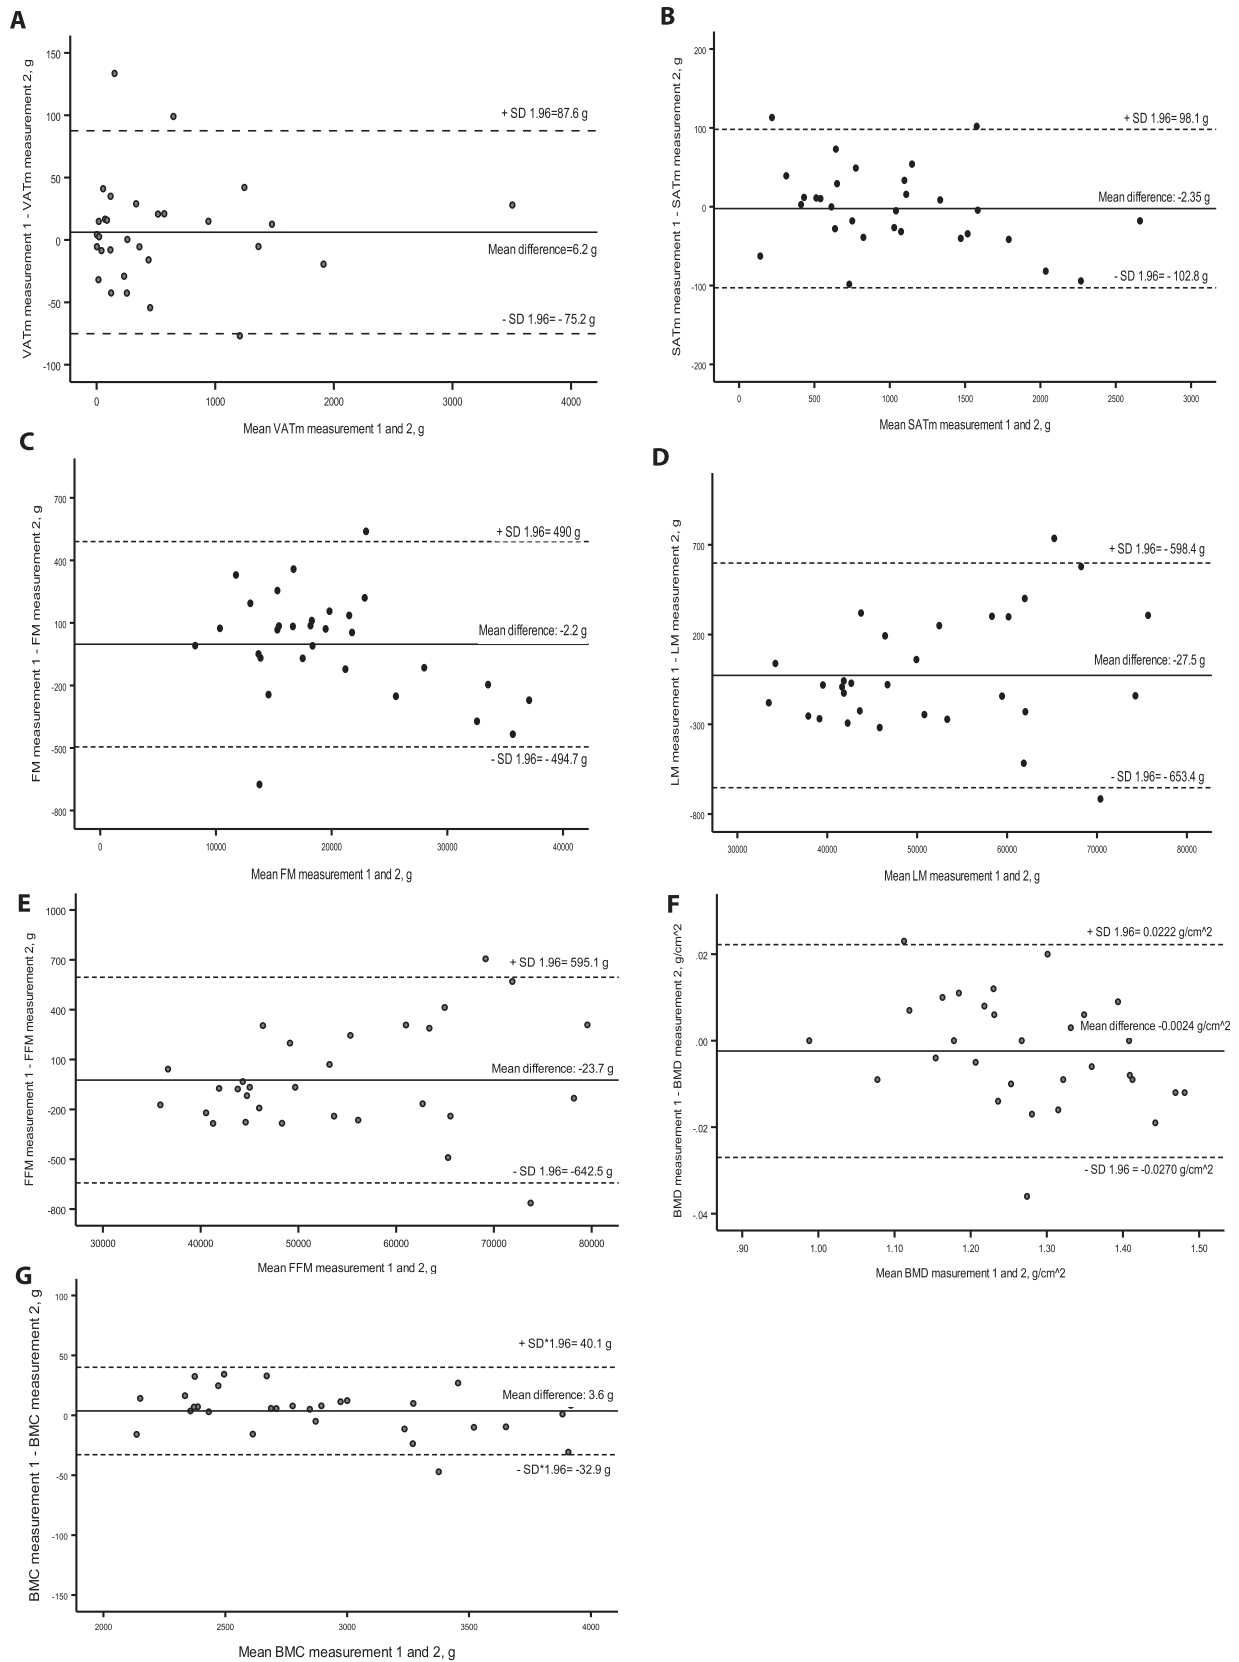 A
VATm measurement 1 - VATm measurement 2, g
150
100
50
0
-50
-100
+ SD 1.96=87.6 g
Mean difference=6.2 g
- SD 1.96= - 75.2 g
0 1000 2000 3000 4000
Mean VATm measurement 1 and 2, g
B
SATm measurement 1 - SATm measurement 2, g
200
100
0
-100
-200
+ SD 1.96= 98.1 g
Mean difference: -2.35 g
- SD 1.96= - 102.8 g
0 500 1000 1500 2000 2500 3000
Mean SATm measurement 1 and 2, g
C
FM measurement 1 - FM measurement 2, g
700
400
100
-200
-500
-800
+ SD 1.96= 490 g
Mean difference: -2.2 g
- SD 1.96= - 494.7 g
0 10000 20000 30000 40000
Mean FM measurement 1 and 2, g
D
LM measurement 1 - LM measurement 2, g
700
200
-300
-800
+ SD 1.96= - 598.4 g
Mean difference: -27.5 g
- SD 1.96= - 653.4 g
30000 40000 50000 60000 70000 80000
Mean LM measurement 1 and 2, g
E
FFM measurement 1 - FFM measurement 2, g
1000
700
400
100
-200
-500
-800
+ SD 1.96= 595.1 g
Mean difference: -23.7 g
- SD 1.96= -642.5 g
30000 40000 50000 60000 70000 80000
Mean FFM measurement 1 and 2, g
F
BMD measurement 1 - BMD measurement 2, g/cm^2
.02
.00
-.02
-.04
+ SD 1.96= 0.0222 g/cm^2
Mean difference -0.0024 g/cm^2
- SD 1.96 = -0.0270 g/cm^2
.90 1.00 1.10 1.20 1.30 1.40 1.50
Mean BMD masurement 1 and 2, g/cm^2
G
BMC measurement 1 - BMC measurement 2, g
100
50
0
-50
-100
-150
+ SD*1.96= 40.1 g
Mean difference: 3.6 g
- SD*1.96= -32.9 g
2000 2500 3000 3500 4000
Mean BMC measurement 1 and 2, g